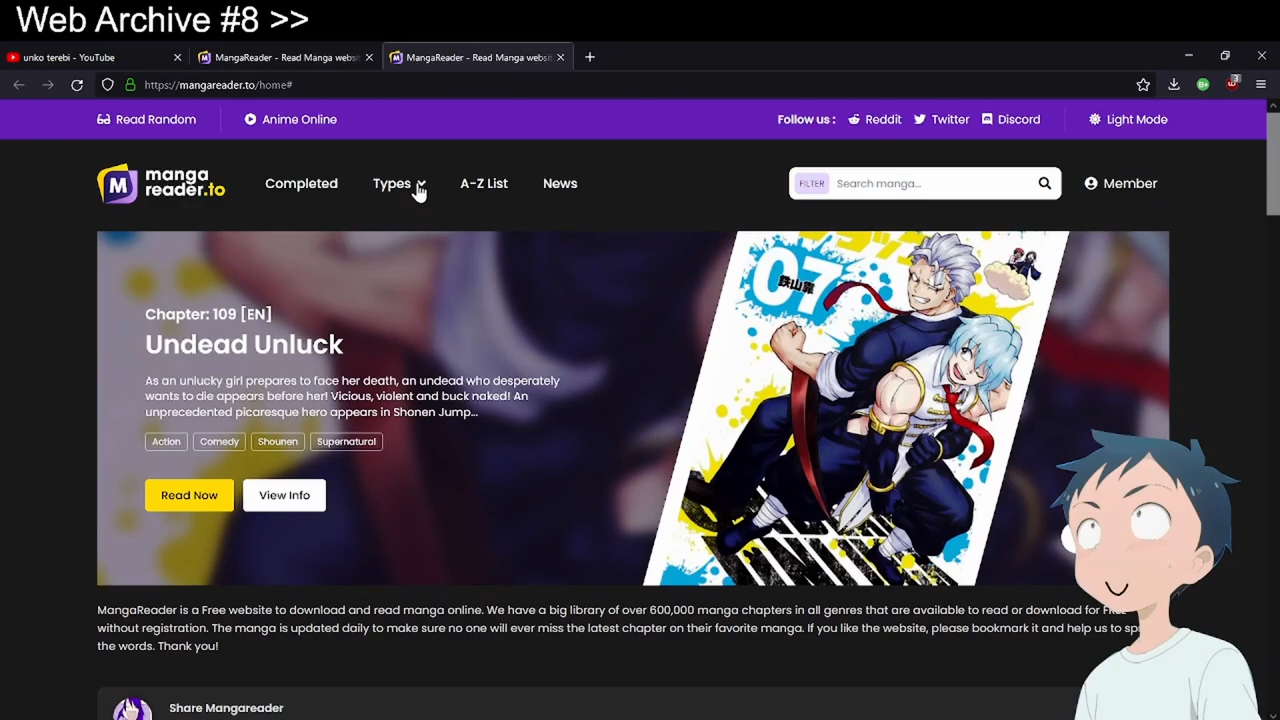 Web Archive #8 >>
unko terebi - YouTube
MangaReader - Read Manga websi
MangaReader - Read Manga websit
https://mangareader.to/home#
3
Read Random
Anime Online
Follow us :
Reddit
Twitter
Discord
Light Mode
M
manga
reader.to
Completed
Types
A-Z List
News
FILTER
Search manga...
Member
Chapter: 109 [EN]
Undead Unluck
As an unlucky girl prepares to face her death, an undead who desperately
wants to die appears before her! Vicious, violent and buck naked! An
unprecedented picaresque hero appears in Shonen Jump...
Action
Comedy
Shounen
Supernatural
Read Now
View Info
07
MangaReader is a Free website to download and read manga online. We have a big library of over 600,000 manga chapters in all genres that are available to read or download for FREE
without registration. The manga is updated daily to make sure no one will ever miss the latest chapter on their favorite manga. If you like the website, please bookmark it and help us to sp
the words. Thank you!
Share Mangareader